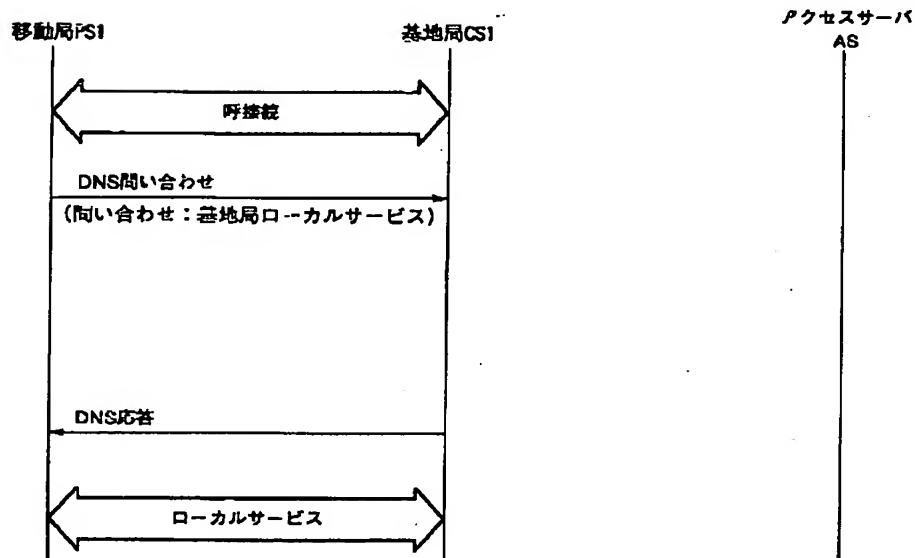 移動局PS1
基地局CS1
アクセスサーバ
AS
呼接続
DNS問い合わせ
(問い合わせ：基地局ローカルサービス)
DNS応答
ローカルサービス